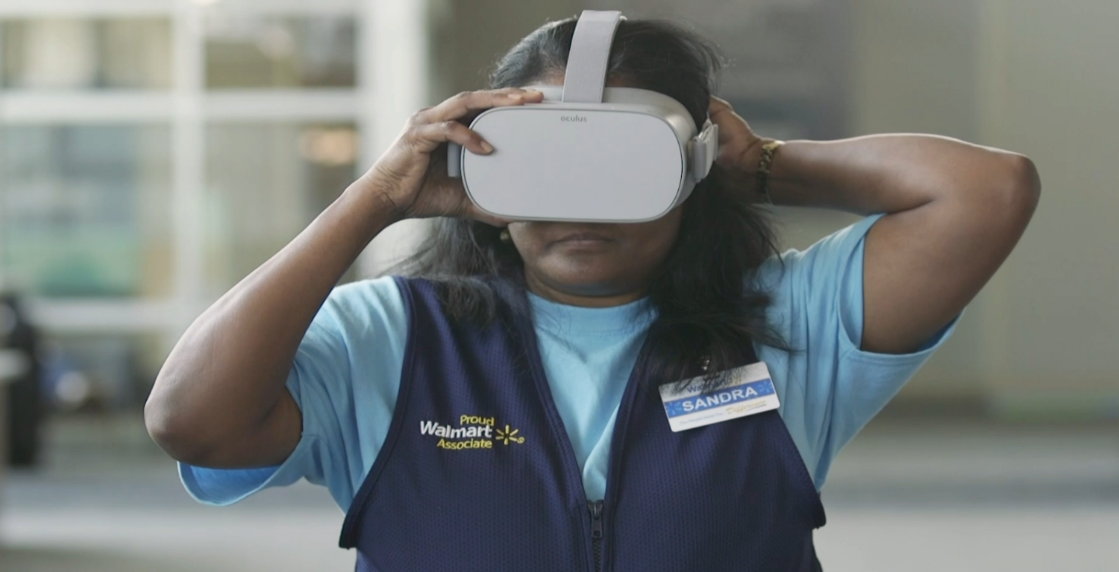 oculus
Proud
Walmart
Associate
SANDRA